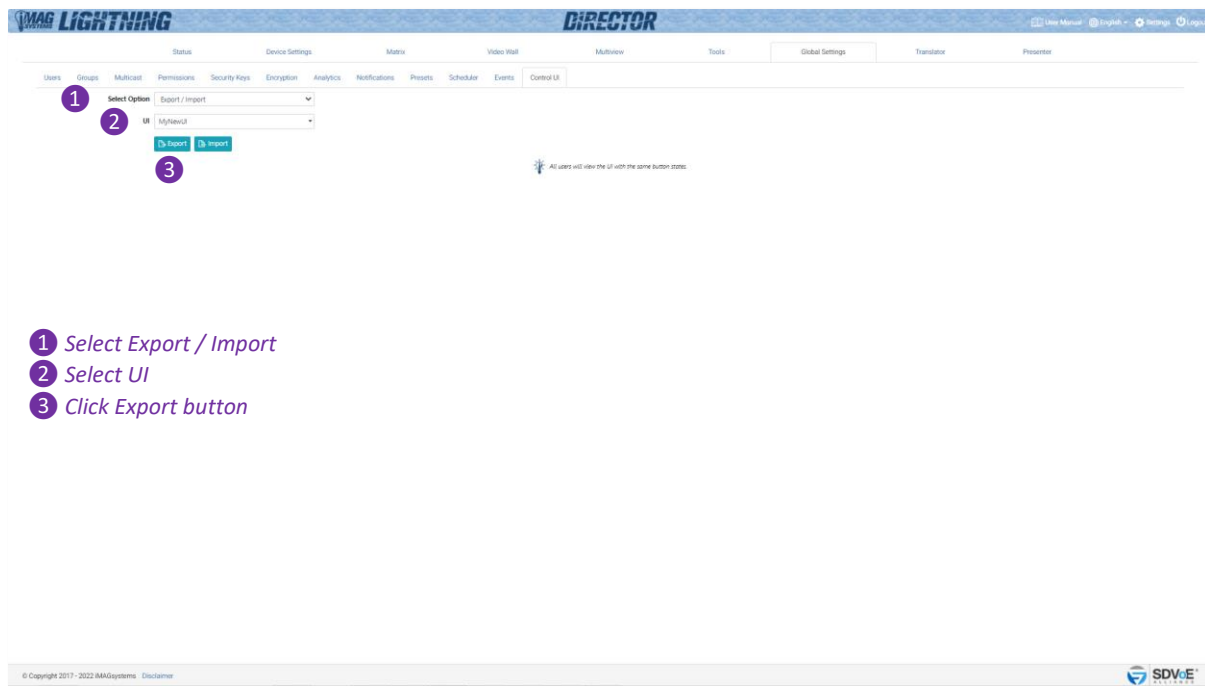 iMAG SYSTEMS LIGHTNING DIRECTOR User Manual English Settings Logout
Status Device Settings Matrix Video Wall Multiview Tools Global Settings Translator Presenter
Users Groups Multicast Permissions Security Keys Encryption Analytics Notifications Presets Scheduler Events Control UI
1 Select Option Export / Import
2 UI MyNewUI
Export Import
3
All users will view the UI with the same button states.
1 Select Export / Import
2 Select UI
3 Click Export button
© Copyright 2017 - 2022 iMAGsystems Disclaimer
SDVoE
ALLIANCE